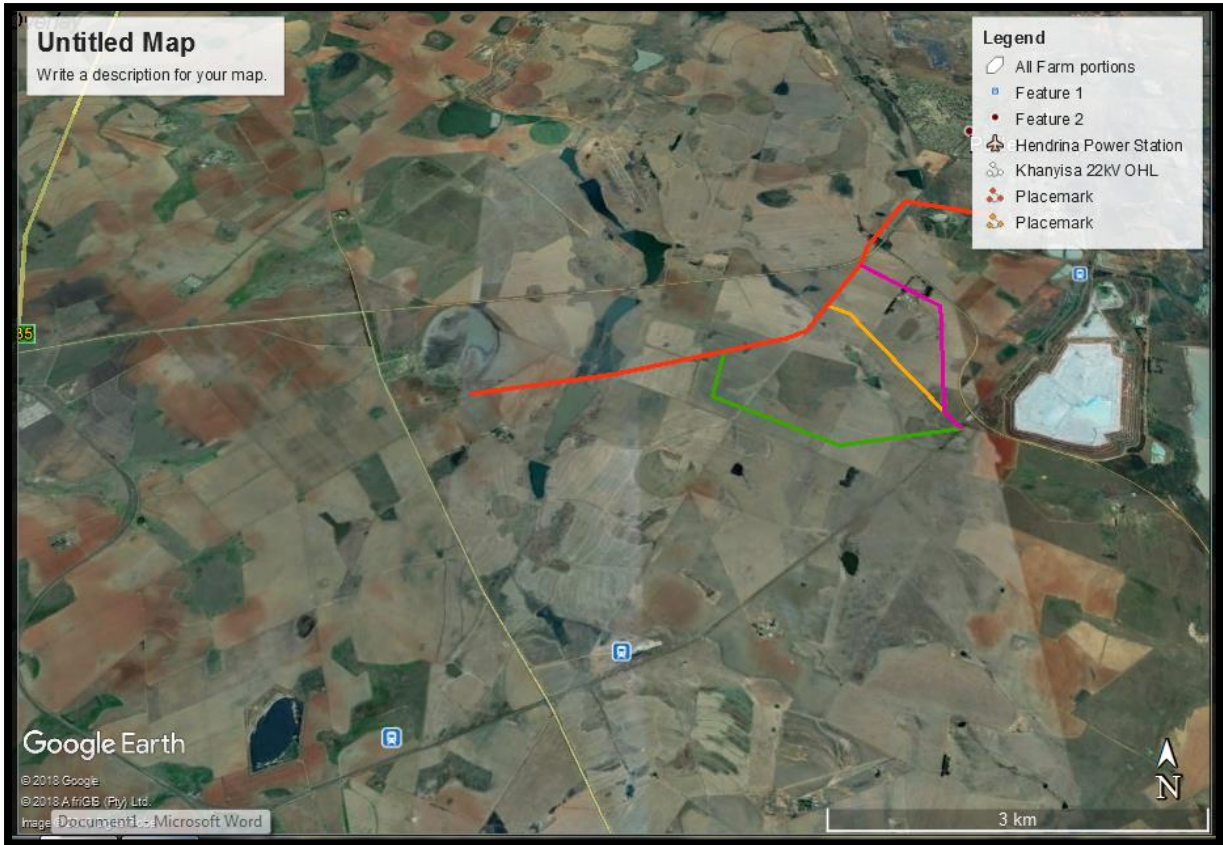 Untitled Map
Write a description for your map.
Legend
All Farm portions
Feature 1
Feature 2
Hendrina Power Station
Khanyisa 22kV OHL
Placemark
Placemark
35
Google Earth
© 2018 Google
© 2018 AfriGIS (Pty) Ltd.
Image
Document1 - Microsoft Word
3 km
N